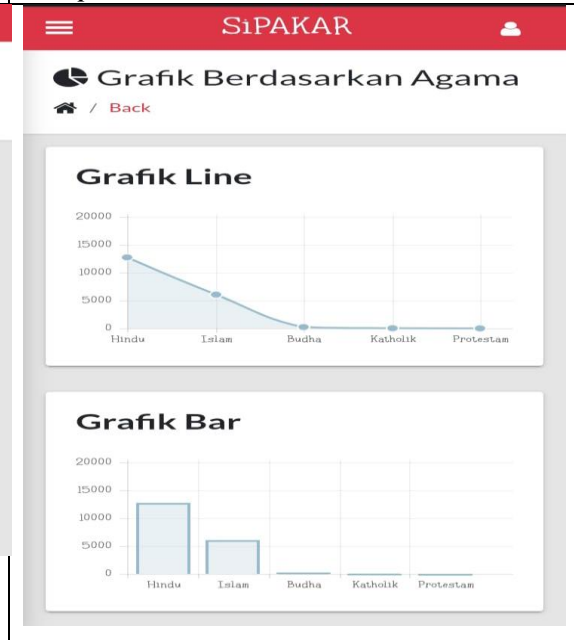 SiPAKAR
Grafik Berdasarkan Agama
/ Back
Grafik Line
20000
15000
10000
5000
0
Hindu Islam Budha Katholik Protestam
Grafik Bar
20000
15000
10000
5000
0
Hindu Islam Budha Katholik Protestam